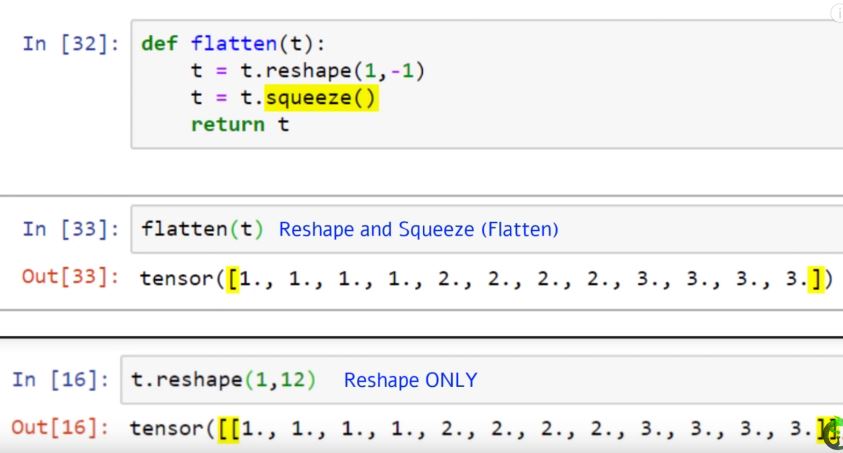 In [32]: def flatten(t):
t = t.reshape(1,-1)
t = t.squeeze()
return t
In [33]: flatten(t) Reshape and Squeeze (Flatten)
Out[33]: tensor([1., 1., 1., 1., 2., 2., 2., 2., 3., 3., 3., 3.])
In [16]: t.reshape(1,12) Reshape ONLY
Out[16]: tensor([[1., 1., 1., 1., 2., 2., 2., 2., 3., 3., 3., 3.]]